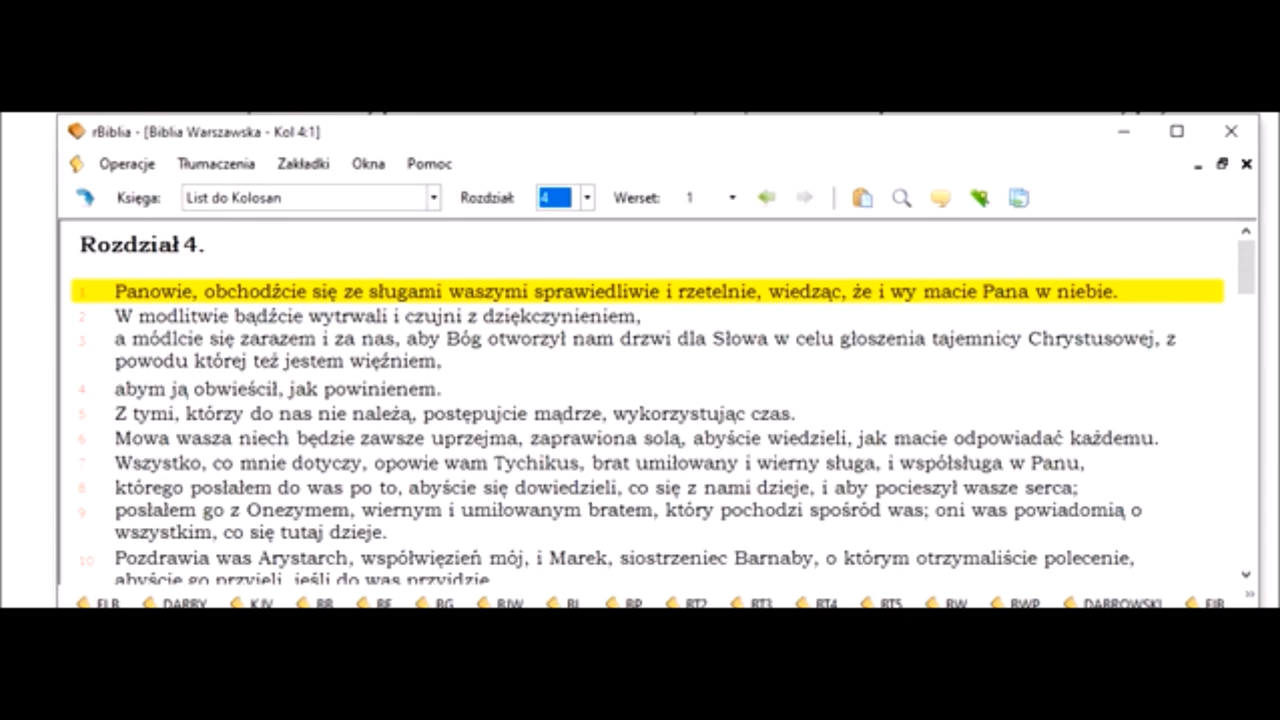 rBiblia - [Biblia Warszawska - Kol 4:1]
Operacje Tłumaczenia Zakładki Okna Pomoc
Księga: List do Kolosan Rozdział: 4 Werset: 1
Rozdział 4.
1 Panowie, obchodźcie się ze sługami waszymi sprawiedliwie i rzetelnie, wiedząc, że i wy macie Pana w niebie.
2 W modlitwie bądźcie wytrwali i czujni z dziękczynieniem,
3 a módlcie się zarazem i za nas, aby Bóg otworzył nam drzwi dla Słowa w celu głoszenia tajemnicy Chrystusowej, z
powodu której też jestem więźniem,
4 abym ją obwieścił, jak powinienem.
5 Z tymi, którzy do nas nie należą, postępujcie mądrze, wykorzystując czas.
6 Mowa wasza niech będzie zawsze uprzejma, zaprawiona solą, abyście wiedzieli, jak macie odpowiadać każdemu.
7 Wszystko, co mnie dotyczy, opowie wam Tychikus, brat umiłowany i wierny sługa, i współsługa w Panu,
8 którego posłałem do was po to, abyście się dowiedzieli, co się z nami dzieje, i aby pocieszył wasze serca;
9 posłałem go z Onezymem, wiernym i umiłowanym bratem, który pochodzi spośród was; oni was powiadomią o
wszystkim, co się tutaj dzieje.
10 Pozdrawia was Arystarch, współwięzień mój, i Marek, siostrzeniec Barnaby, o którym otrzymaliście polecenie,
abyście go przyjęli, jeśli do was przyjdzie
ELB DARBY KJV BB BE BG BJW BL BP BT2 BT3 BT4 BT5 BW BWP DĄBROWSKI EIB